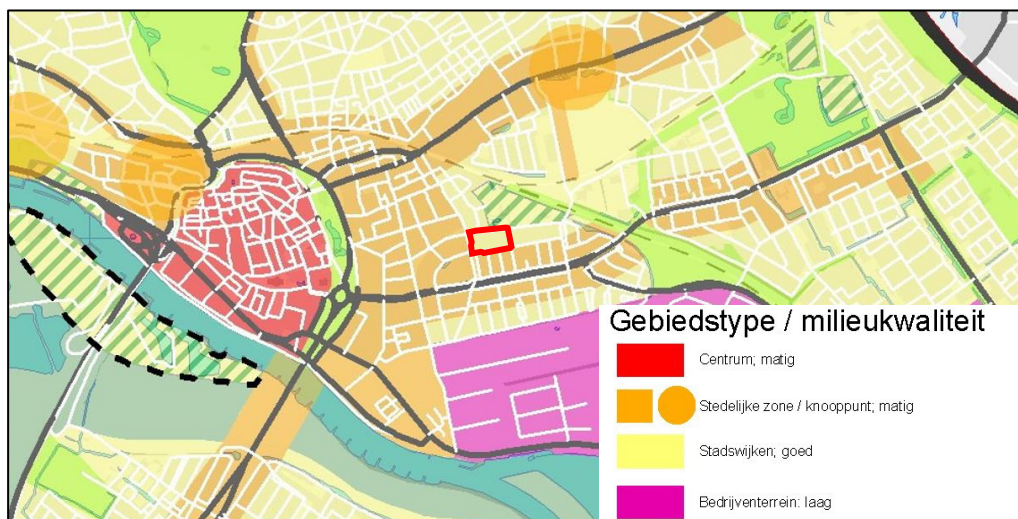 Gebiedstype / milieukwaliteit
Centrum; matig
Stedelijke zone / knooppunt; matig
Stadswijken; goed
Bedrijventerrein: laag